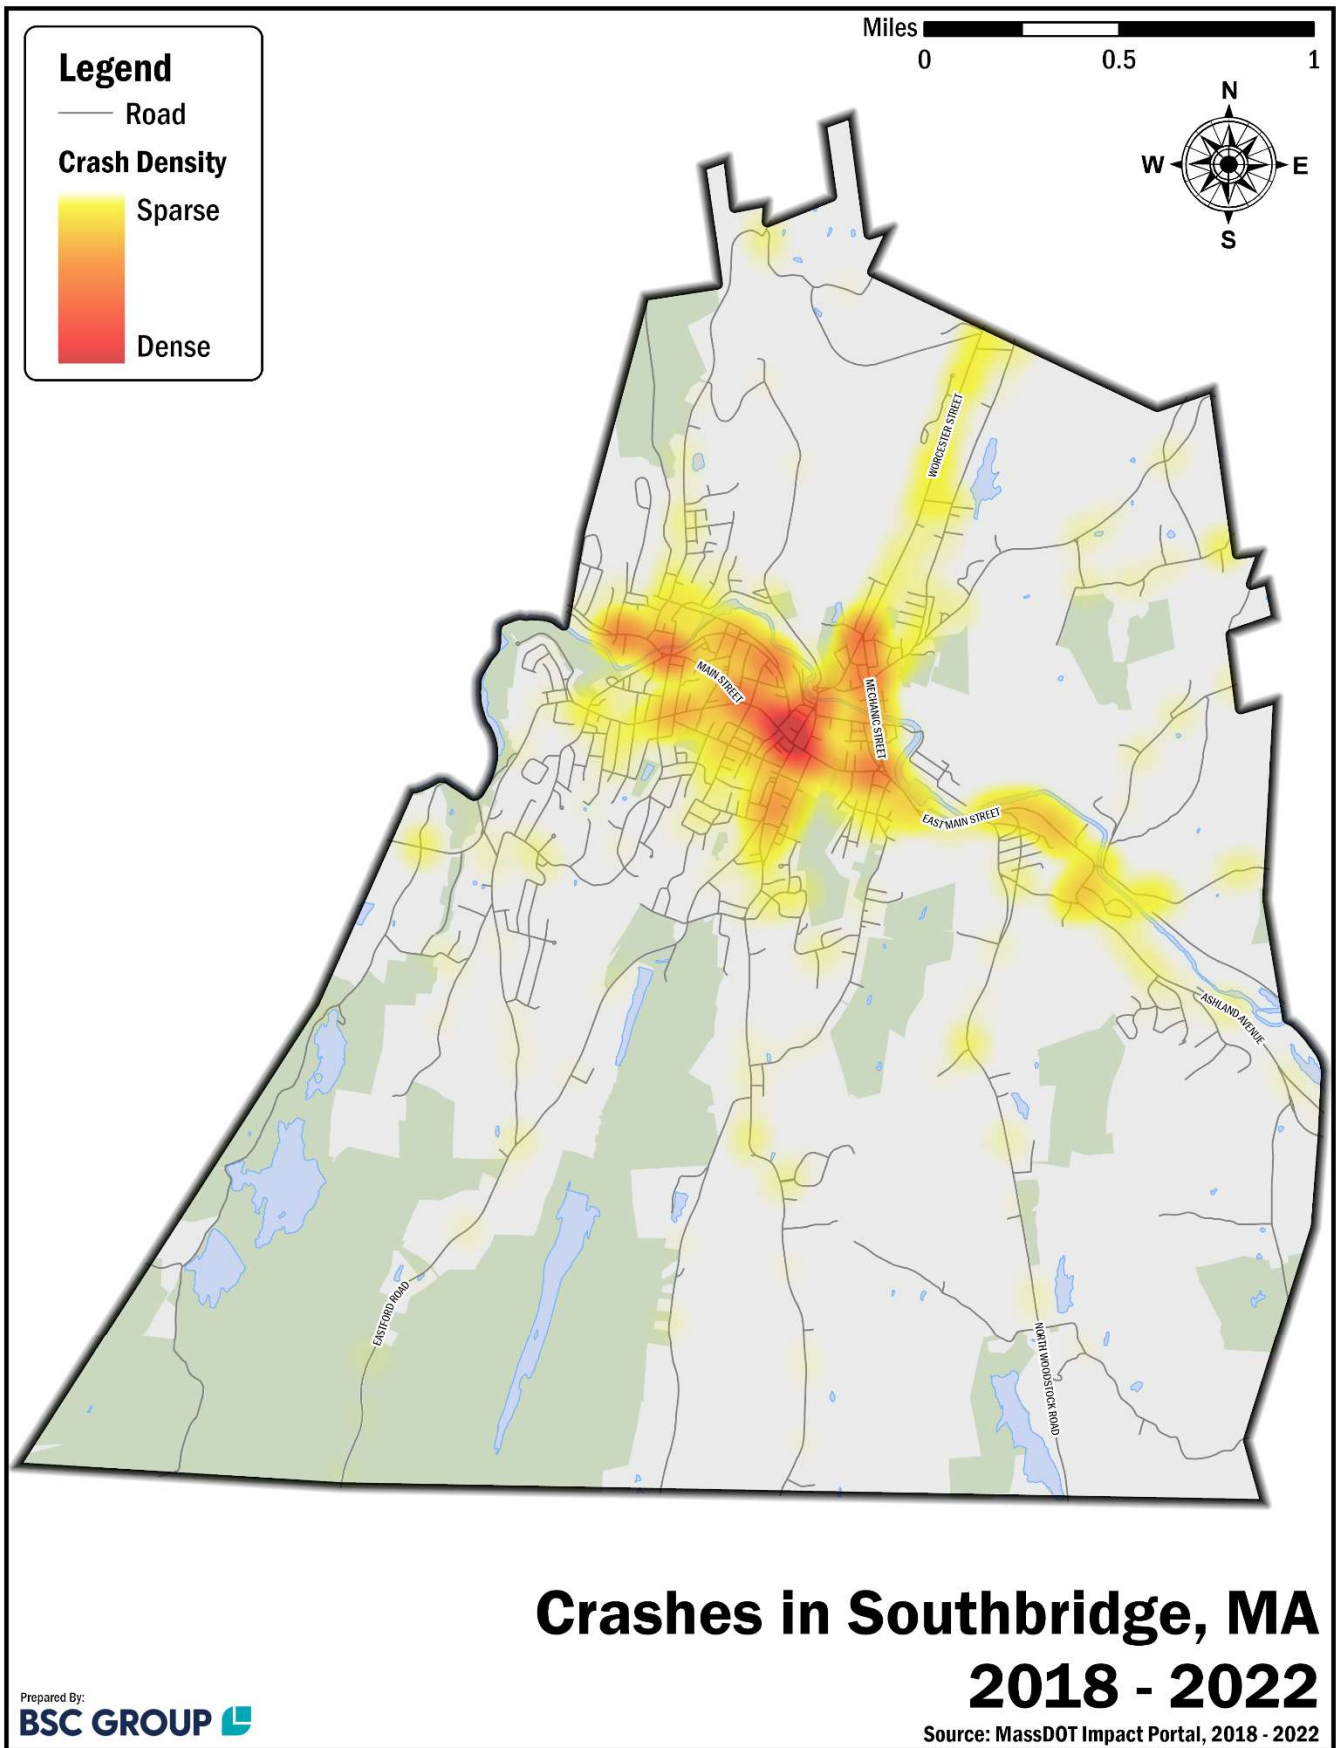 Legend
Road
Crash Density
Sparse
Dense
Miles
0 0.5 1
N
W E
S
WORCESTER STREET
MAIN STREET
MECHANIC STREET
EAST MAIN STREET
ASHLAND AVENUE
EASTFORD ROAD
NORTH WOODSTOCK ROAD
Crashes in Southbridge, MA
2018 - 2022
Source: MassDOT Impact Portal, 2018 - 2022
Prepared By:
BSC GROUP